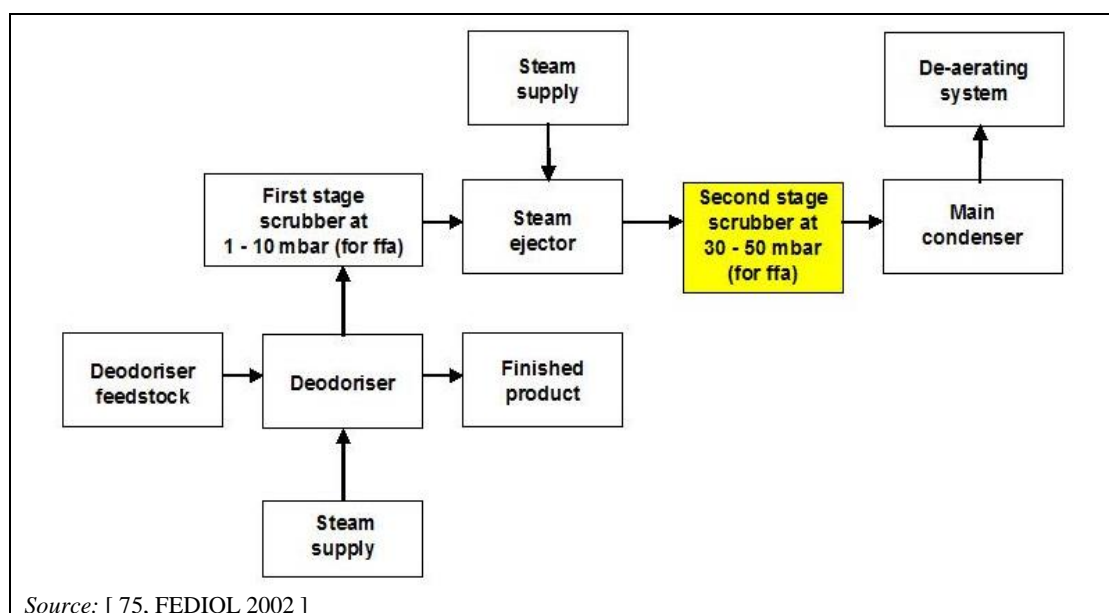 Steam
supply
De-aerating
system
First stage
scrubber at
1 - 10 mbar (for ffa)
Steam
ejector
Second stage
scrubber at
30 - 50 mbar
(for ffa)
Main
condenser
Deodoriser
feedstock
Deodoriser
Finished
product
Steam
supply
Source: [ 75, FEDIOL 2002 ]